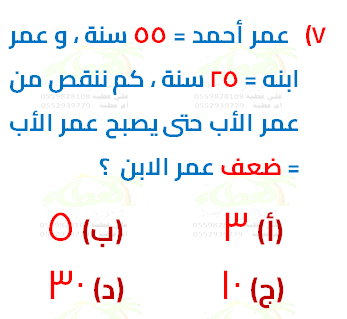 ٧) عمر أحمد = ٥٥ سنة ، و عمر
ابنه = ٢٥ سنة ، كم ننقص من
عمر الأب حتى يصبح عمر الأب
= ضعف عمر الابن ؟
(أ) ٣ (ب) ٥
(ج) ١٠ (د) ٣٠